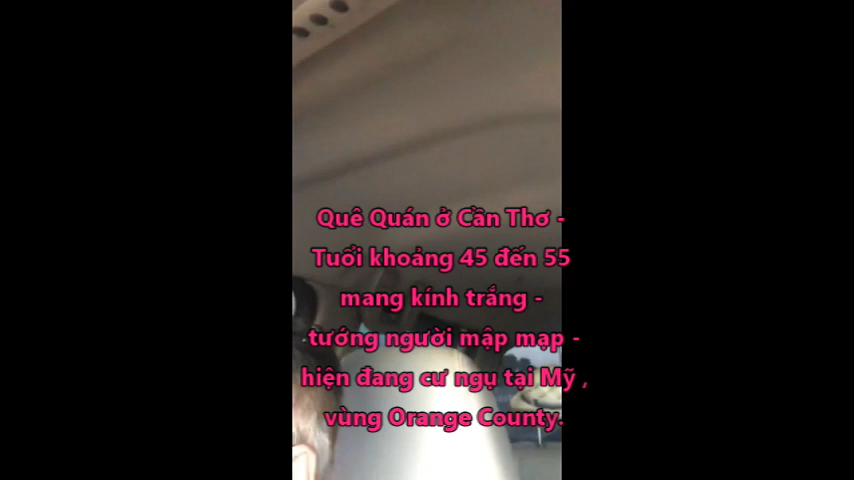 Quê Quán ở Cần Thơ -
Tuổi khoảng 45 đến 55
mang kính trắng -
tướng người mập mạp -
hiện đang cư ngụ tại Mỹ ,
vùng Orange County.